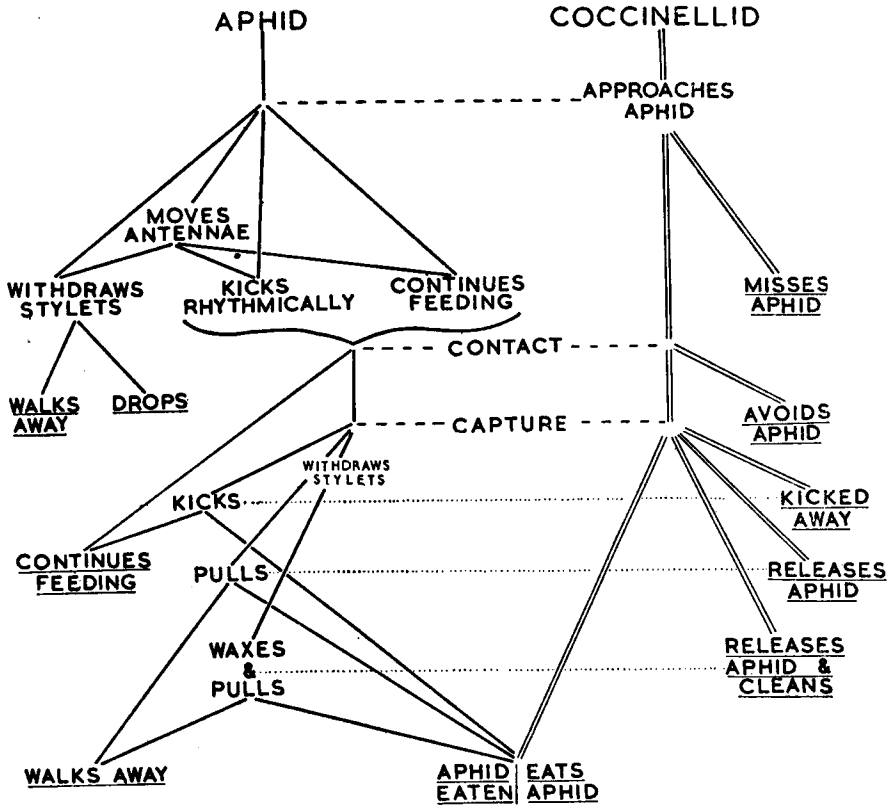 APHID
COCCINELLID
APPROACHES
APHID
MOVES
ANTENNAE
WITHDRAWS
STYLETS
KICKS
RHYTHMICALLY
CONTINUES
FEEDING
MISSES
APHID
CONTACT
WALKS
AWAY
DROPS
AVOIDS
APHID
CAPTURE
WITHDRAWS
STYLETS
KICKS
KICKED
AWAY
CONTINUES
FEEDING
PULLS
RELEASES
APHID
WAXES
&
PULLS
RELEASES
APHID &
CLEANS
WALKS AWAY
APHID
EATEN
EATS
APHID